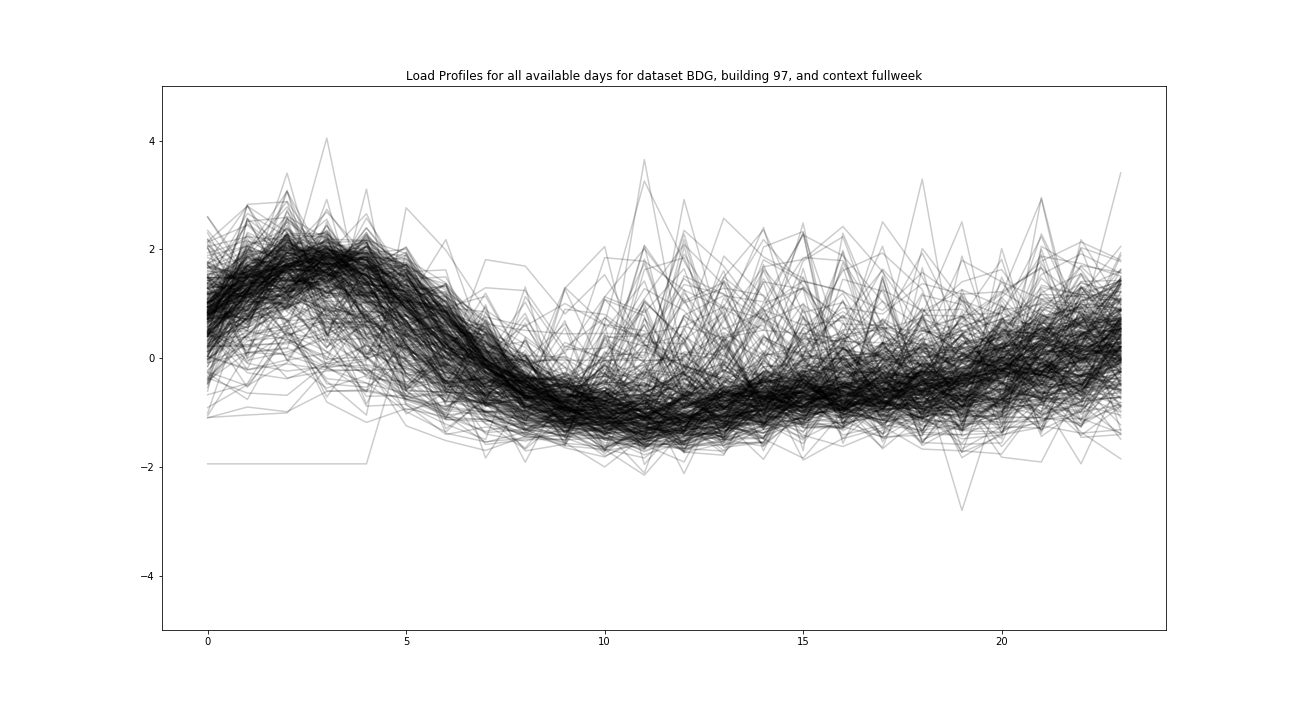 Load Profiles for all available days for dataset BDG, building 97, and context fullweek
4
2
0
−2
−4
0 5 10 15 20